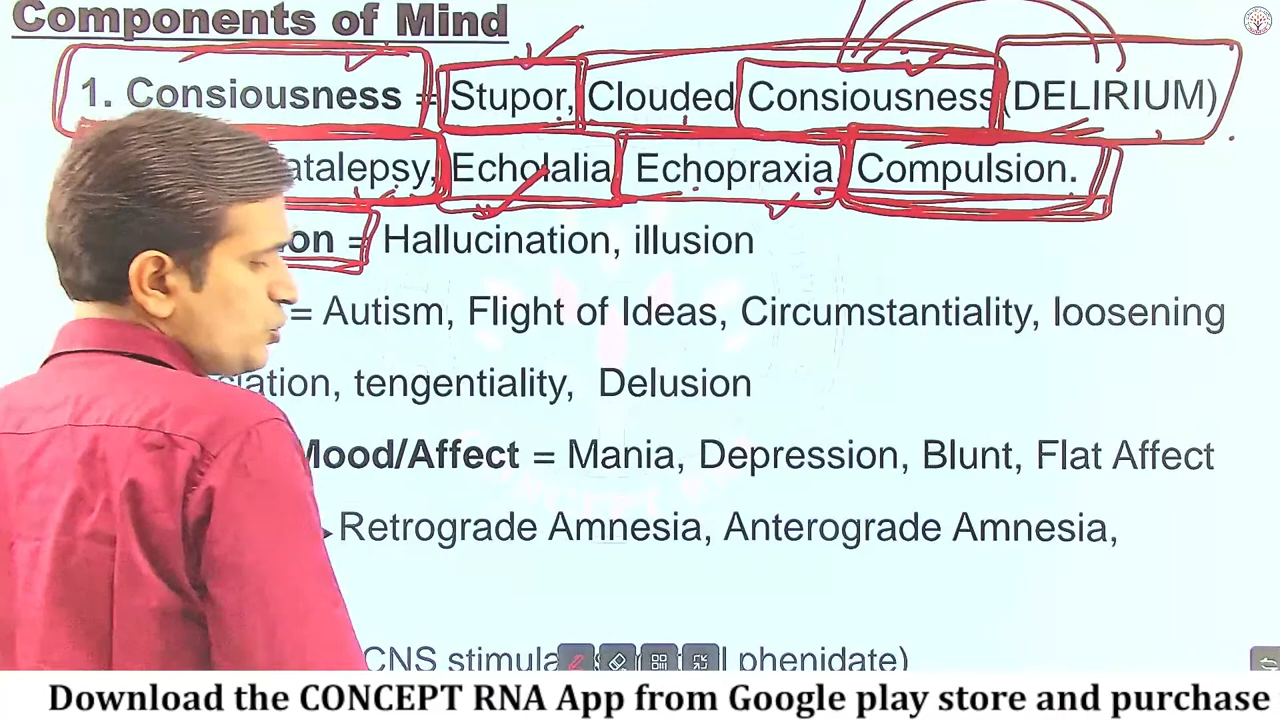 Components of Mind
1. Consiousness = Stupor, Clouded Consiousness (DELIRIUM)
atalepsy, Echolalia, Echopraxia, Compulsion.
on = Hallucination, illusion
= Autism, Flight of Ideas, Circumstantiality, loosening
ciation, tengentiality, Delusion
Mood/Affect = Mania, Depression, Blunt, Flat Affect
Retrograde Amnesia, Anterograde Amnesia,
CNS phenidate)
Download the CONCEPT RNA App from Google play store and purchase